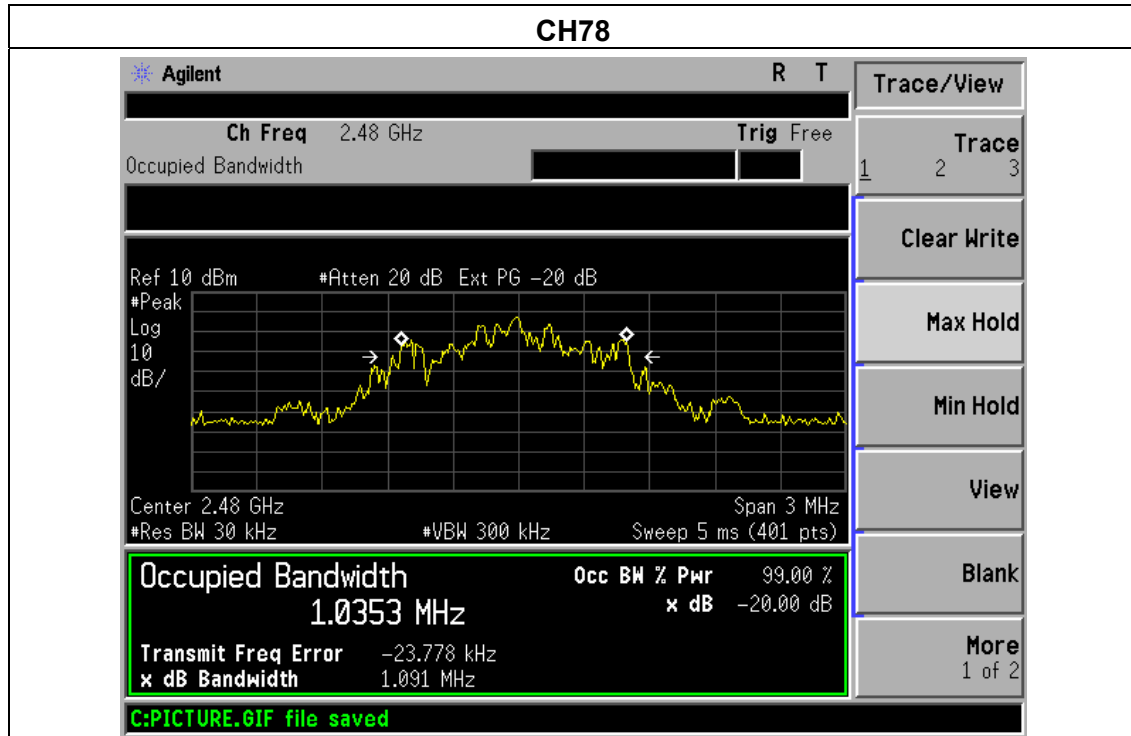 CH78
Agilent R T
Trace/View
Ch Freq 2.48 GHz Trig Free
Occupied Bandwidth
Trace
1 2 3
Clear Write
Ref 10 dBm #Atten 20 dB Ext PG -20 dB
#Peak
Log
10
dB/
Max Hold
Min Hold
View
Center 2.48 GHz Span 3 MHz
#Res BW 30 kHz #VBW 300 kHz Sweep 5 ms (401 pts)
Occupied Bandwidth Occ BW % Pwr 99.00 %
1.0353 MHz x dB -20.00 dB
Blank
Transmit Freq Error -23.778 kHz
x dB Bandwidth 1.091 MHz
More
1 of 2
C:PICTURE.GIF file saved